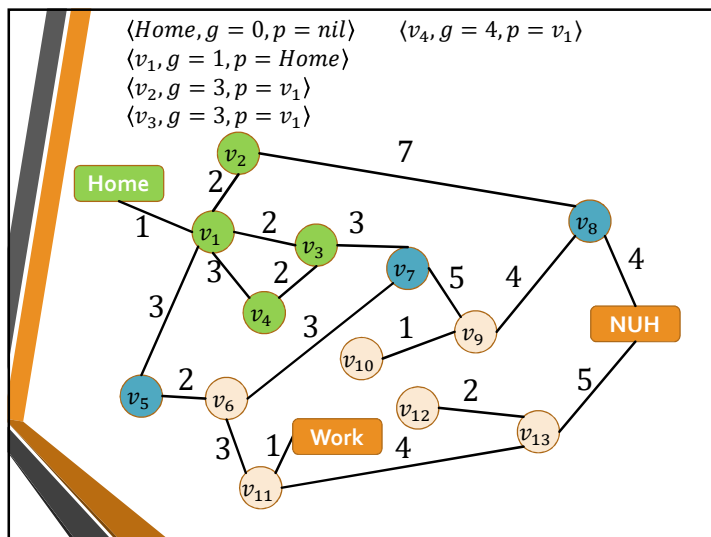 ⟨Home, g = 0, p = nil⟩ ⟨v₄, g = 4, p = v₁⟩
⟨v₁, g = 1, p = Home⟩
⟨v₂, g = 3, p = v₁⟩
⟨v₃, g = 3, p = v₁⟩
v₂
7
Home
2
1
v₁
2
v₃
3
v₈
4
3
2
v₇
5
4
v₄
3
3
1
v₉
NUH
v₁₀
5
v₅
2
v₆
v₁₂
2
v₁₃
3
1
Work
4
v₁₁